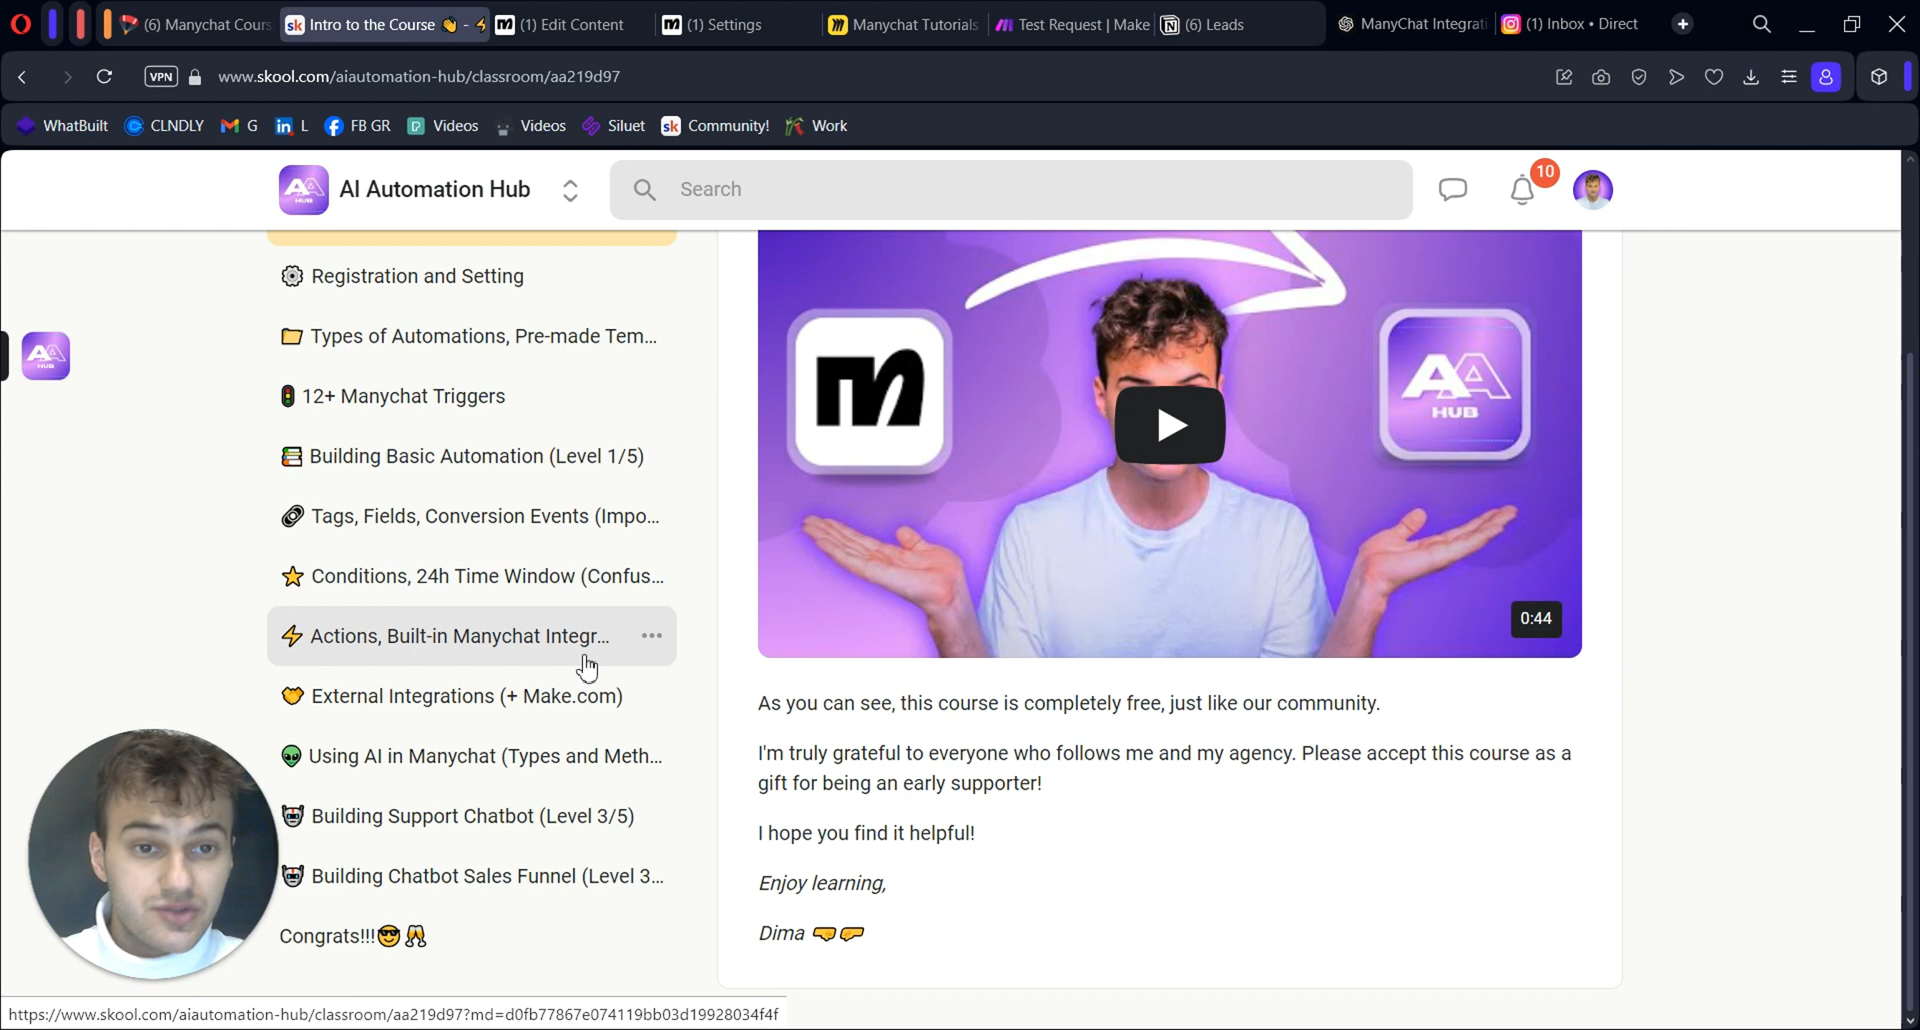 (6) Manychat Cours
sk Intro to the Course
(1) Edit Content
(1) Settings
Manychat Tutorials
Test Request | Make
(6) Leads
ManyChat Integrati
(1) Inbox • Direct
VPN
www.skool.com/aiautomation-hub/classroom/aa219d97
WhatBuilt
CLNDLY
G
L
FB GR
Videos
Videos
Siluet
sk Community!
Work
AA HUB
AI Automation Hub
Search
10
Registration and Setting
Types of Automations, Pre-made Tem...
12+ Manychat Triggers
Building Basic Automation (Level 1/5)
Tags, Fields, Conversion Events (Impo...
Conditions, 24h Time Window (Confus...
Actions, Built-in Manychat Integr...
External Integrations (+ Make.com)
Using AI in Manychat (Types and Meth...
Building Support Chatbot (Level 3/5)
Building Chatbot Sales Funnel (Level 3...
Congrats!!!😎🥂
AA HUB
AA
HUB
0:44
As you can see, this course is completely free, just like our community.
I'm truly grateful to everyone who follows me and my agency. Please accept this course as a
gift for being an early supporter!
I hope you find it helpful!
Enjoy learning,
Dima 🤜🤛
https://www.skool.com/aiautomation-hub/classroom/aa219d97?md=d0fb77867e074119bb03d19928034f4f